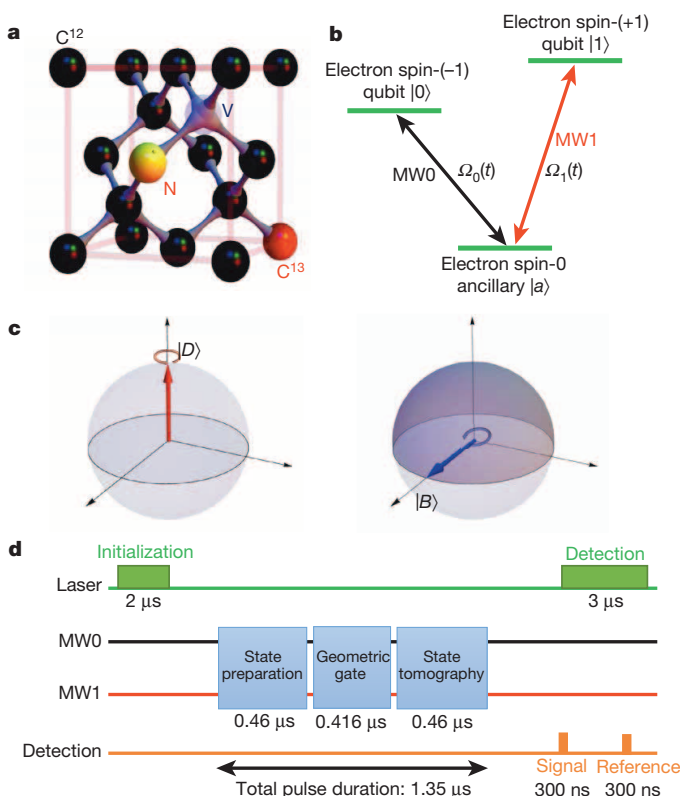 a
C12
V
N
C13
b
Electron spin-(+1)
qubit |1⟩
Electron spin-(−1)
qubit |0⟩
MW1
MW0
Ω0(t)
Ω1(t)
Electron spin-0
ancillary |a⟩
c
|D⟩
|B⟩
d
Initialization
Detection
Laser
2 µs
3 µs
MW0
State
preparation
Geometric
gate
State
tomography
MW1
0.46 µs
0.416 µs
0.46 µs
Detection
Signal
Reference
Total pulse duration: 1.35 µs
300 ns
300 ns